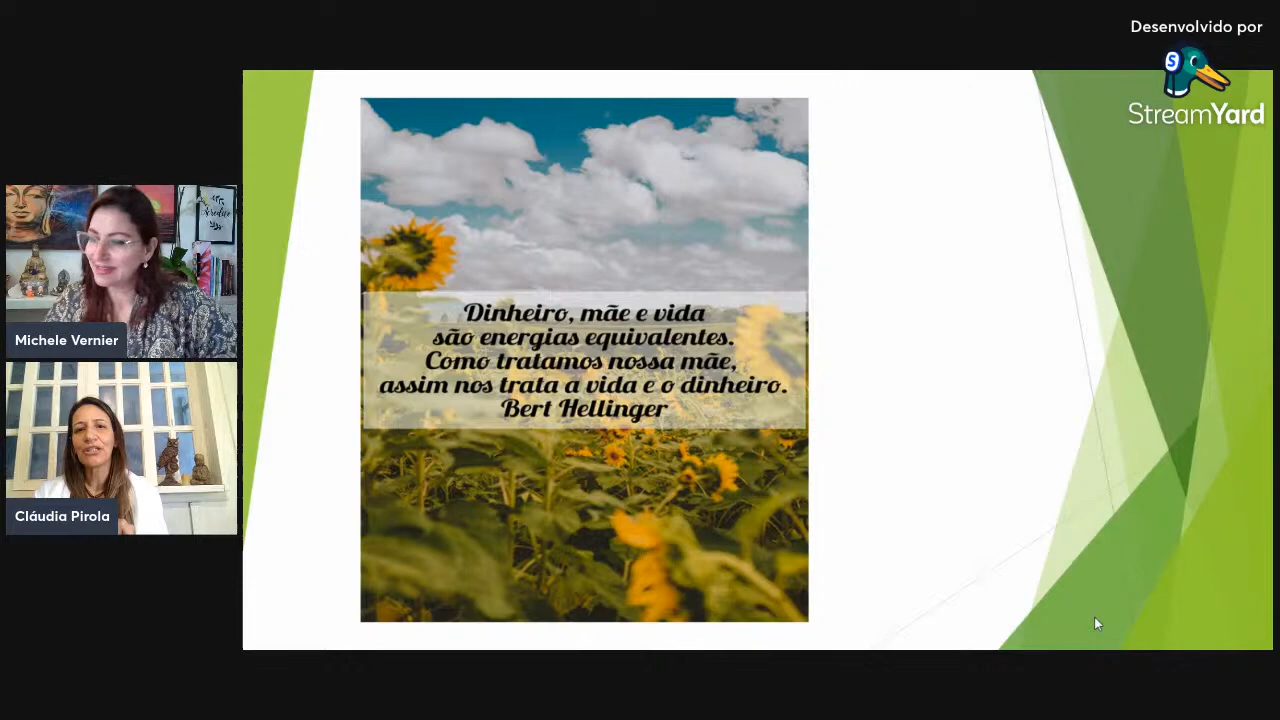 Desenvolvido por
StreamYard
Michele Vernier
Cláudia Pirola
Dinheiro, mãe e vida
são energias equivalentes.
Como tratamos nossa mãe,
assim nos trata a vida e o dinheiro.
Bert Hellinger